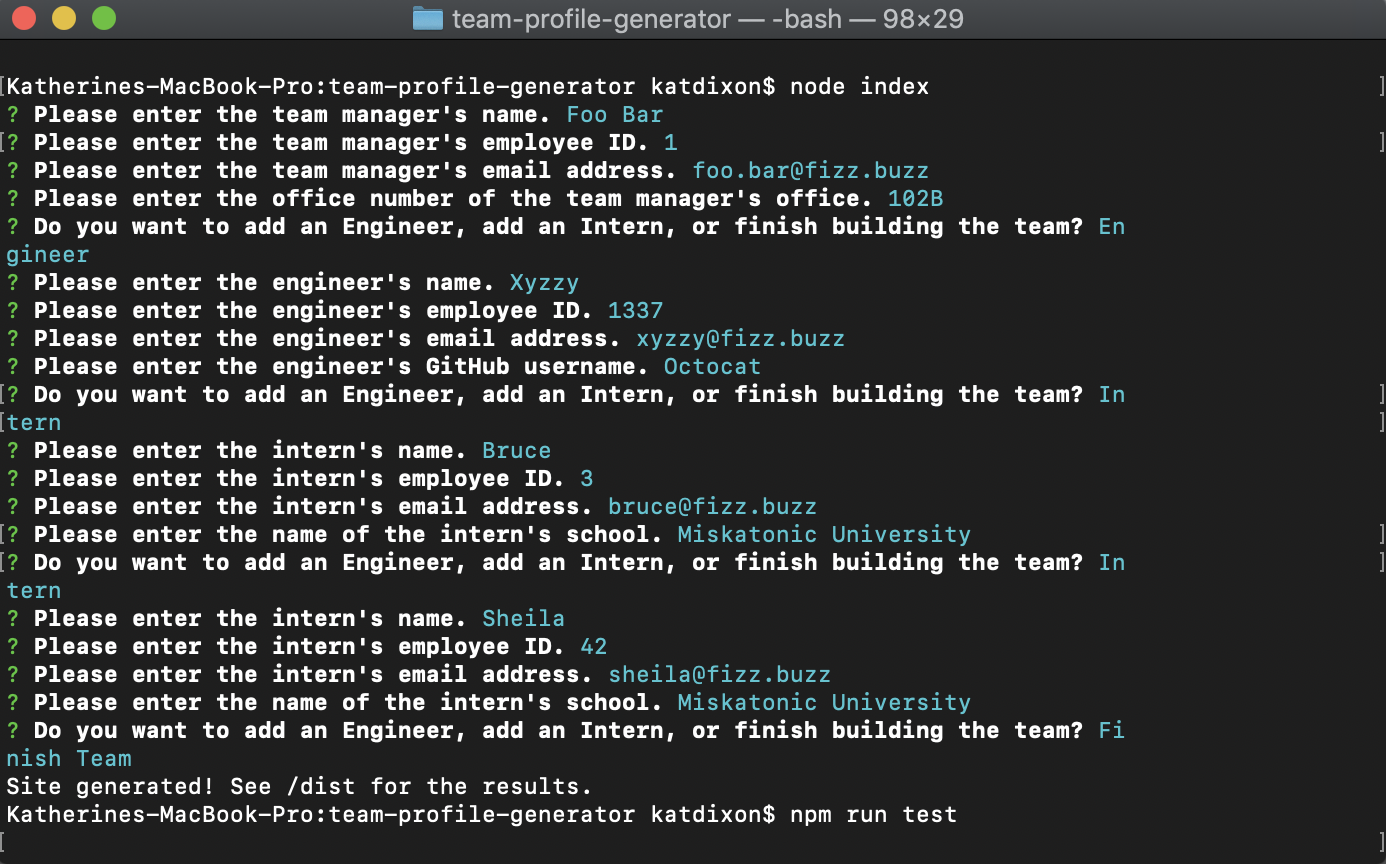 team-profile-generator — -bash — 98×29
[Katherines-MacBook-Pro:team-profile-generator katdixon$ node index ]
? Please enter the team manager's name. Foo Bar
[? Please enter the team manager's employee ID. 1 ]
? Please enter the team manager's email address. foo.bar@fizz.buzz
? Please enter the office number of the team manager's office. 102B
? Do you want to add an Engineer, add an Intern, or finish building the team? En
gineer
? Please enter the engineer's name. Xyzzy
? Please enter the engineer's employee ID. 1337
? Please enter the engineer's email address. xyzzy@fizz.buzz
? Please enter the engineer's GitHub username. Octocat
[? Do you want to add an Engineer, add an Intern, or finish building the team? In ]
[tern ]
? Please enter the intern's name. Bruce
? Please enter the intern's employee ID. 3
? Please enter the intern's email address. bruce@fizz.buzz
[? Please enter the name of the intern's school. Miskatonic University ]
[? Do you want to add an Engineer, add an Intern, or finish building the team? In ]
tern
? Please enter the intern's name. Sheila
? Please enter the intern's employee ID. 42
? Please enter the intern's email address. sheila@fizz.buzz
? Please enter the name of the intern's school. Miskatonic University
? Do you want to add an Engineer, add an Intern, or finish building the team? Fi
nish Team
Site generated! See /dist for the results.
Katherines-MacBook-Pro:team-profile-generator katdixon$ npm run test
[ ]